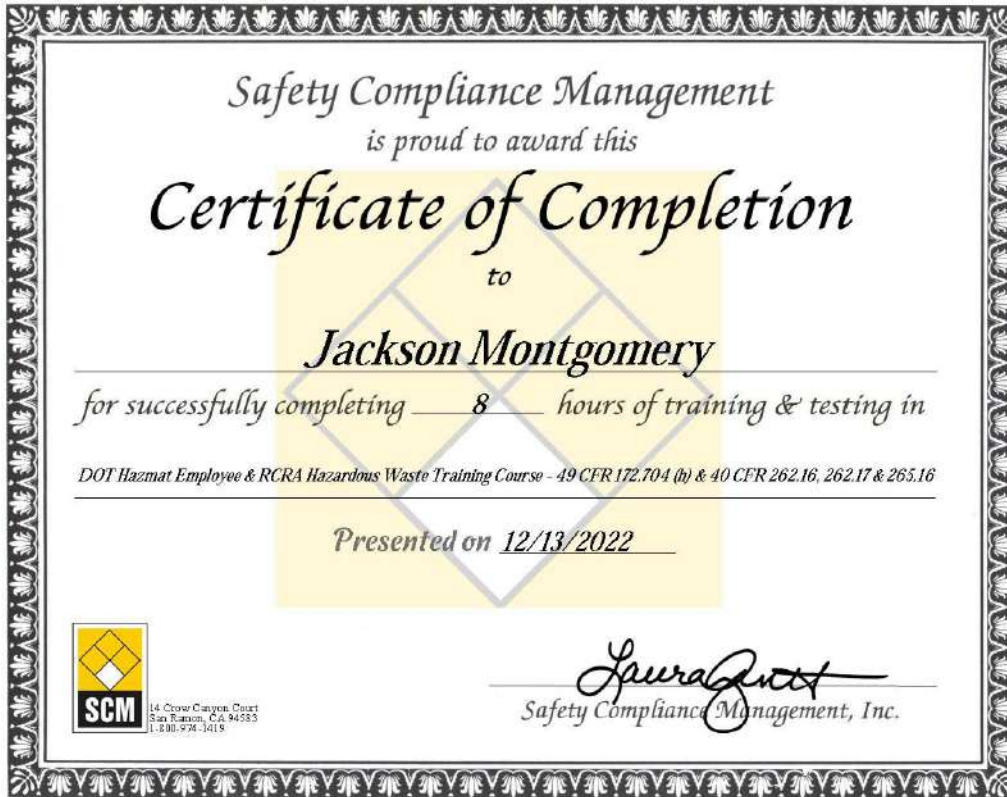 Safety Compliance Management
is proud to award this
Certificate of Completion
to
Jackson Montgomery
for successfully completing 8 hours of training & testing in
DOT Hazmat Employee & RCRA Hazardous Waste Training Course - 49 CFR 172.704 (h) & 40 CFR 262.16, 262.17 & 265.16
Presented on 12/13/2022
SCM
14 Crow Canyon Court
San Ramon, CA 94583
1-800-974-1419
Laura
Safety Compliance Management, Inc.